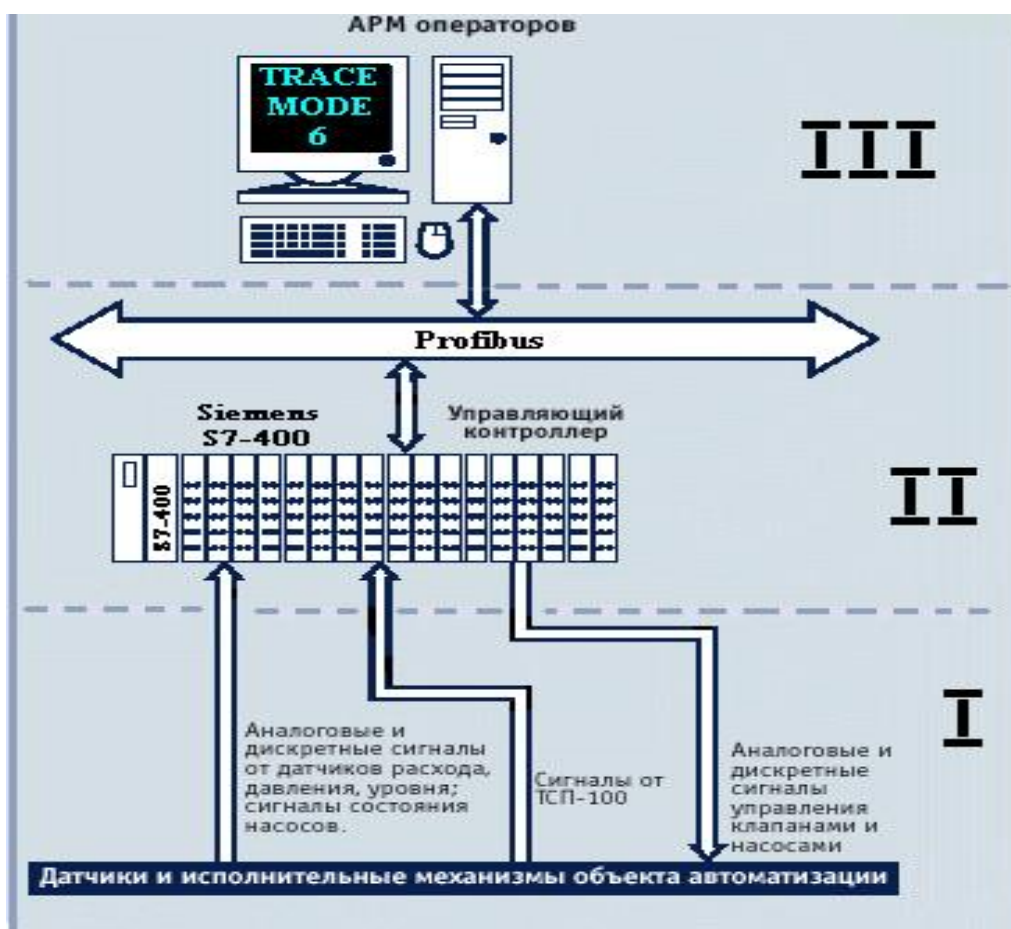 АРМ операторов
TRACE
MODE
6
III
Profibus
Siemens
S7-400
Управляющий
контроллер
S7-400
II
I
Аналоговые и
дискретные сигналы
от датчиков расхода,
давления, уровня;
сигналы состояния
насосов.
Сигналы от
ТСП-100
Аналоговые и
дискретные
сигналы
управления
клапанами и
насосами
Датчики и исполнительные механизмы объекта автоматизации